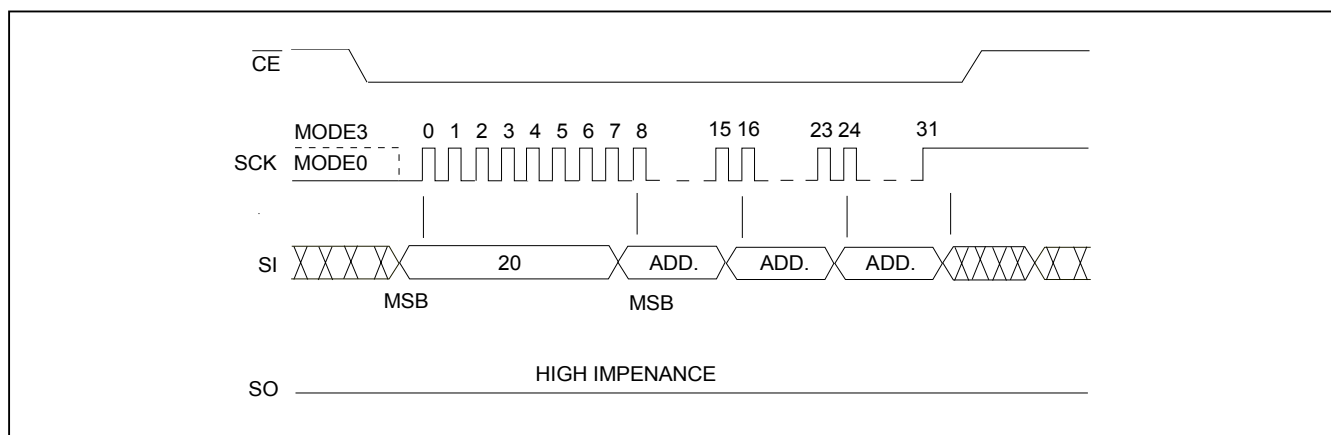 CE
MODE3 0 1 2 3 4 5 6 7 8 15 16 23 24 31
SCK MODE0
SI 20 ADD. ADD. ADD.
MSB MSB
HIGH IMPENANCE
SO